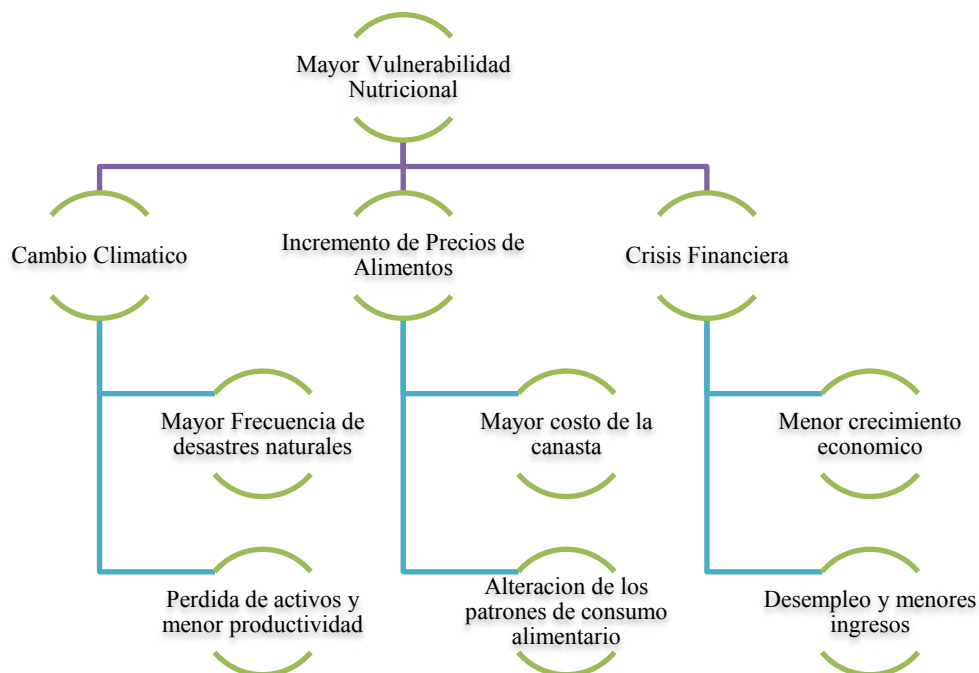 Mayor Vulnerabilidad
Nutricional
Cambio Climatico
Incremento de Precios de
Alimentos
Crisis Financiera
Mayor Frecuencia de
desastres naturales
Mayor costo de la
canasta
Menor crecimiento
economico
Perdida de activos y
menor productividad
Alteracion de los
patrones de consumo
alimentario
Desempleo y menores
ingresos